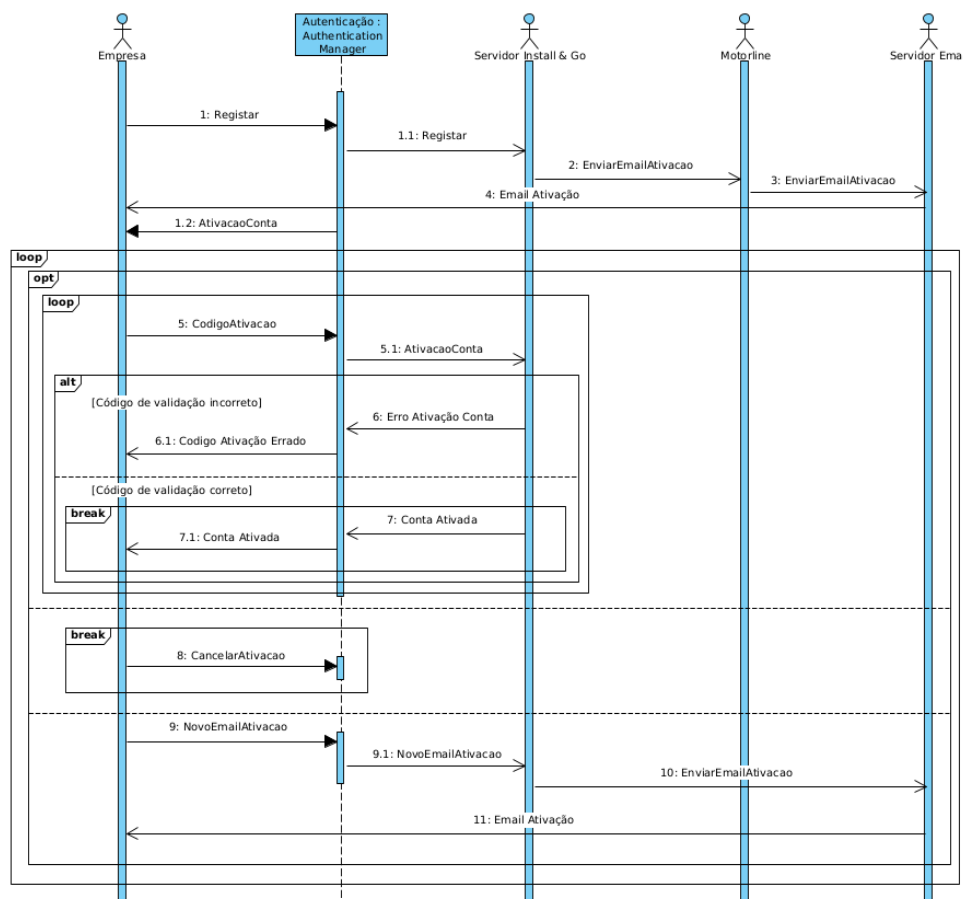 Autenticação :
Authentication
Manager
Empresa
Servidor Install & Go
Motorline
Servidor Ema
1: Registar
1.1: Registar
2: EnviarEmailAtivacao
3: EnviarEmailAtivacao
4: Email Ativação
1.2: AtivacaoConta
loop
opt
loop
5: CodigoAtivacao
5.1: AtivacaoConta
alt
[Código de validação incorreto]
6: Erro Ativação Conta
6.1: Codigo Ativação Errado
[Código de validação correto]
break
7: Conta Ativada
7.1: Conta Ativada
break
8: CancelarAtivacao
9: NovoEmailAtivacao
9.1: NovoEmailAtivacao
10: EnviarEmailAtivacao
11: Email Ativação